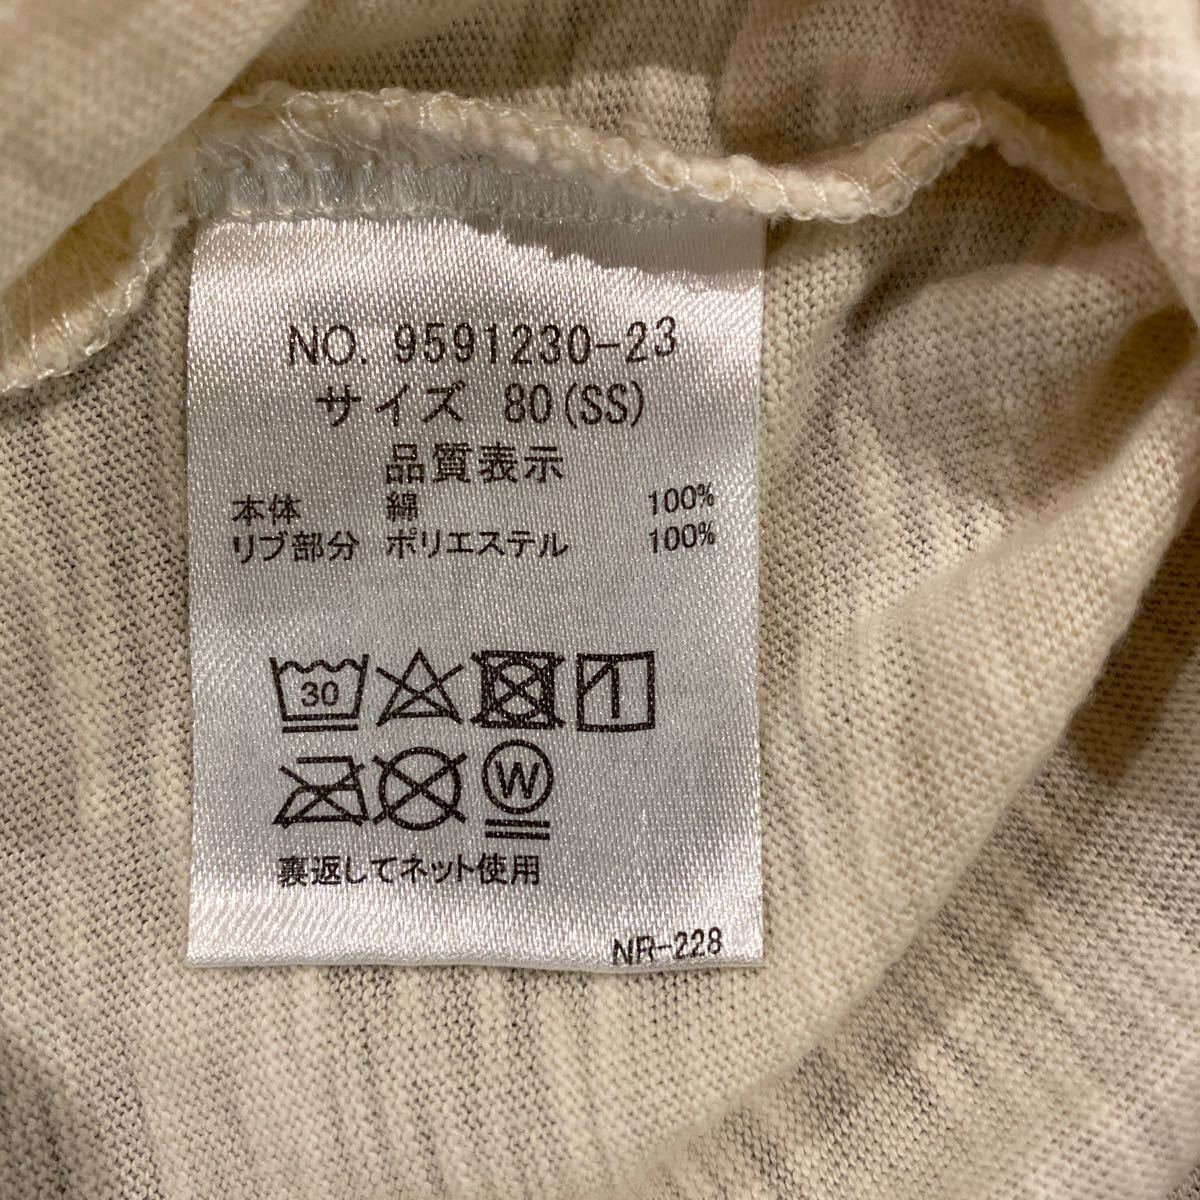 NO. 9591230-23
サイズ 80(SS)
品質表示
本体 綿 100%
リブ部分 ポリエステル 100%
30
W
裏返してネット使用
NR-228